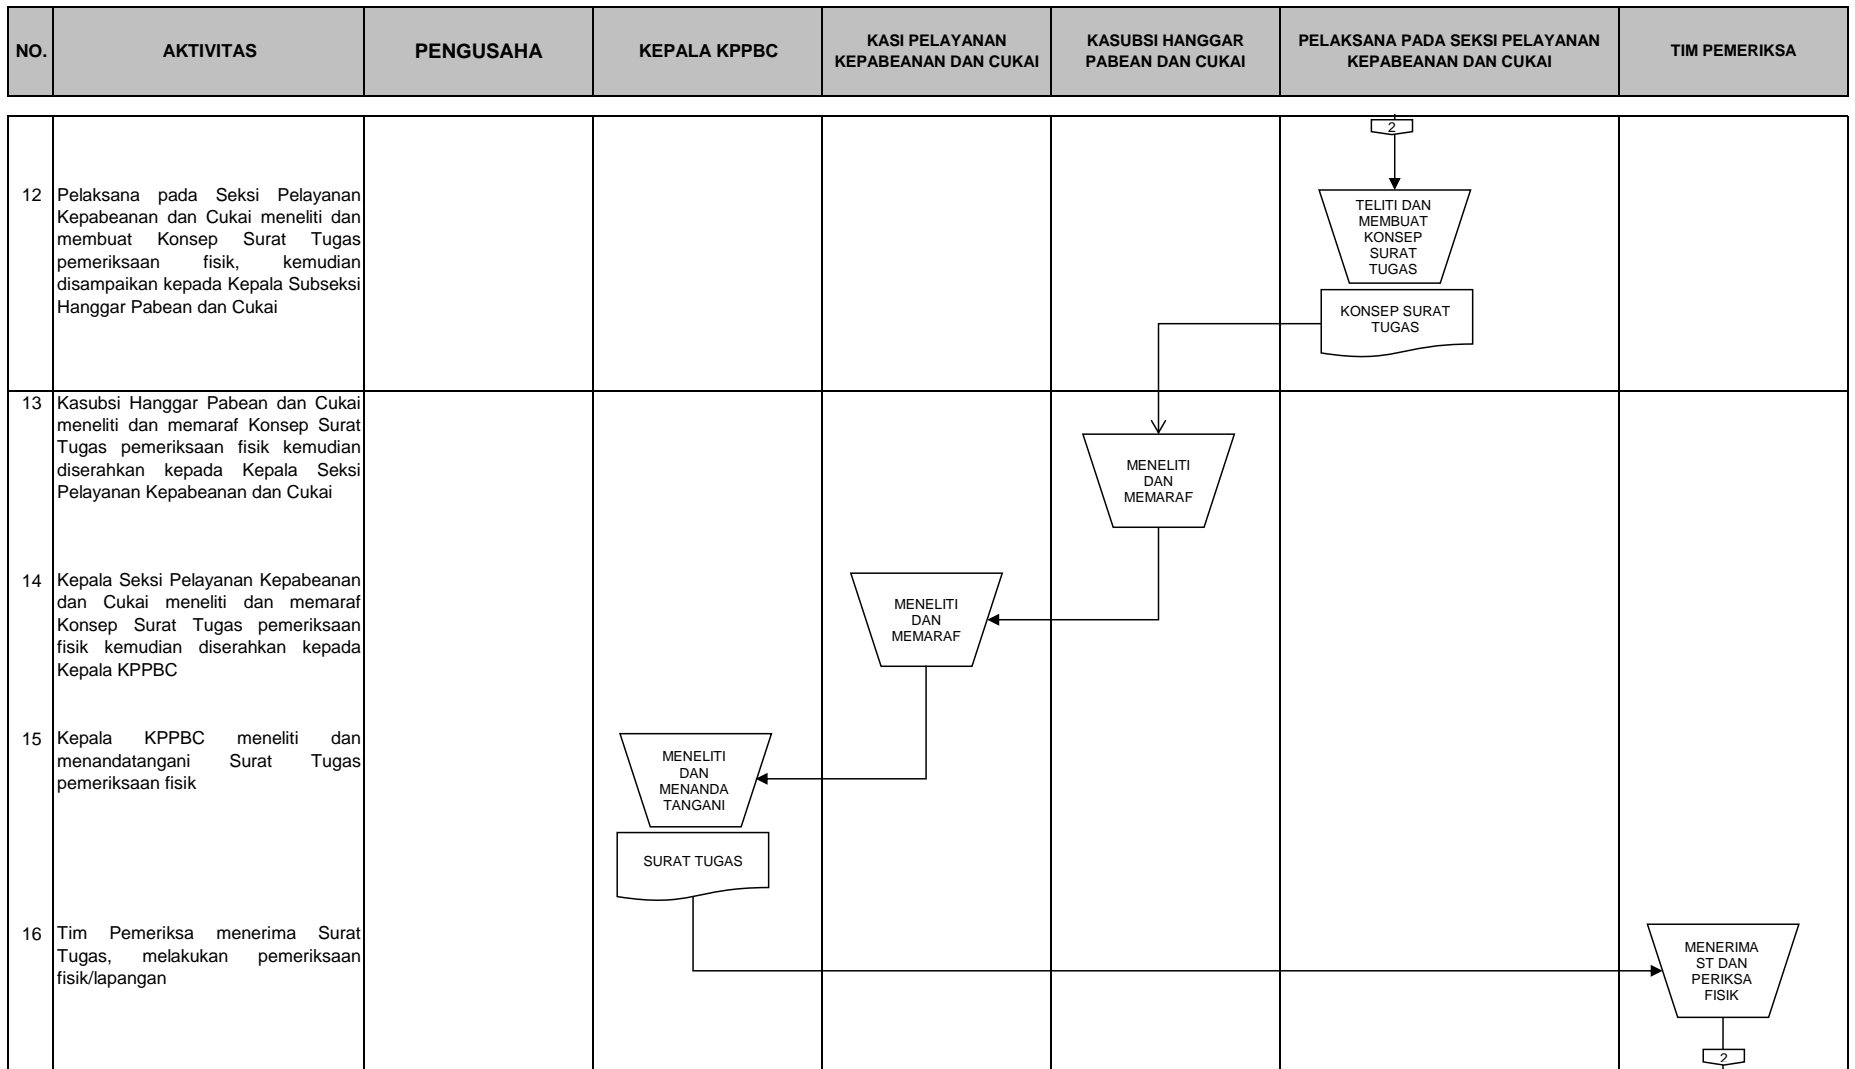 NO.
AKTIVITAS
PENGUSAHA
KEPALA KPPBC
KASI PELAYANAN
KEPABEANAN DAN CUKAI
KASUBSI HANGGAR
PABEAN DAN CUKAI
PELAKSANA PADA SEKSI PELAYANAN
KEPABEANAN DAN CUKAI
TIM PEMERIKSA
2
12
Pelaksana pada Seksi Pelayanan
Kepabeanan dan Cukai meneliti dan
membuat Konsep Surat Tugas
pemeriksaan fisik, kemudian
disampaikan kepada Kepala Subseksi
Hanggar Pabean dan Cukai
TELITI DAN
MEMBUAT
KONSEP
SURAT
TUGAS
KONSEP SURAT
TUGAS
13
Kasubsi Hanggar Pabean dan Cukai
meneliti dan memaraf Konsep Surat
Tugas pemeriksaan fisik kemudian
diserahkan kepada Kepala Seksi
Pelayanan Kepabeanan dan Cukai
MENELITI
DAN
MEMARAF
14
Kepala Seksi Pelayanan Kepabeanan
dan Cukai meneliti dan memaraf
Konsep Surat Tugas pemeriksaan
fisik kemudian diserahkan kepada
Kepala KPPBC
MENELITI
DAN
MEMARAF
15
Kepala KPPBC meneliti dan
menandatangani Surat Tugas
pemeriksaan fisik
MENELITI
DAN
MENANDA
TANGANI
SURAT TUGAS
16
Tim Pemeriksa menerima Surat
Tugas, melakukan pemeriksaan
fisik/lapangan
MENERIMA
ST DAN
PERIKSA
FISIK
2